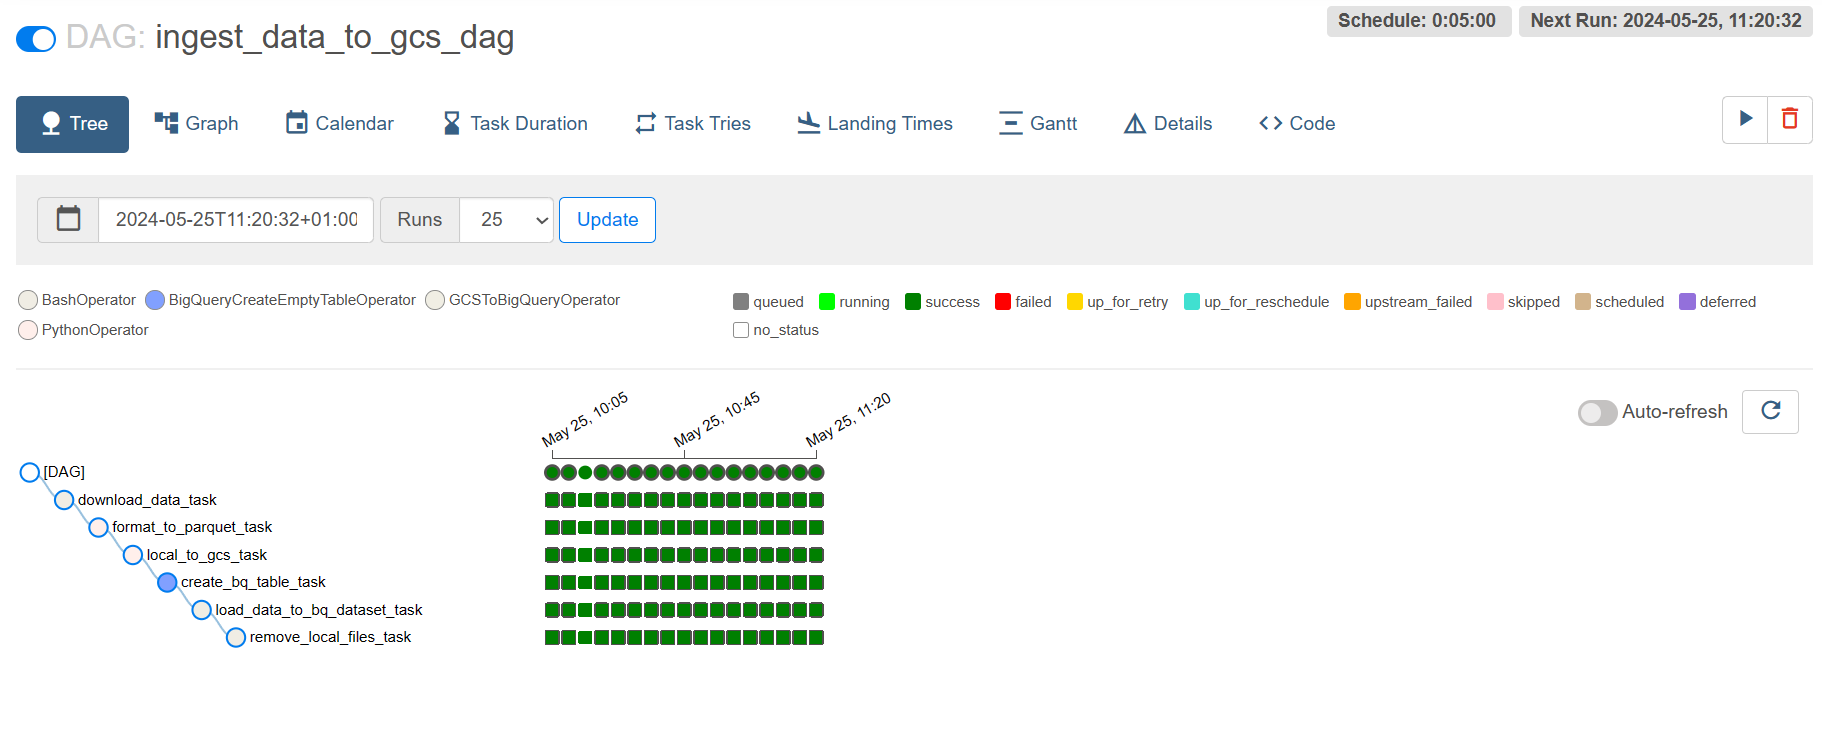 DAG: ingest_data_to_gcs_dag
Schedule: 0:05:00
Next Run: 2024-05-25, 11:20:32
Tree
Graph
Calendar
Task Duration
Task Tries
Landing Times
Gantt
Details
Code
2024-05-25T11:20:32+01:00
Runs
25
Update
BashOperator
BigQueryCreateEmptyTableOperator
GCSToBigQueryOperator
PythonOperator
queued
running
success
failed
up_for_retry
up_for_reschedule
upstream_failed
skipped
scheduled
deferred
no_status
Auto-refresh
May 25, 10:05
May 25, 10:45
May 25, 11:20
[DAG]
download_data_task
format_to_parquet_task
local_to_gcs_task
create_bq_table_task
load_data_to_bq_dataset_task
remove_local_files_task